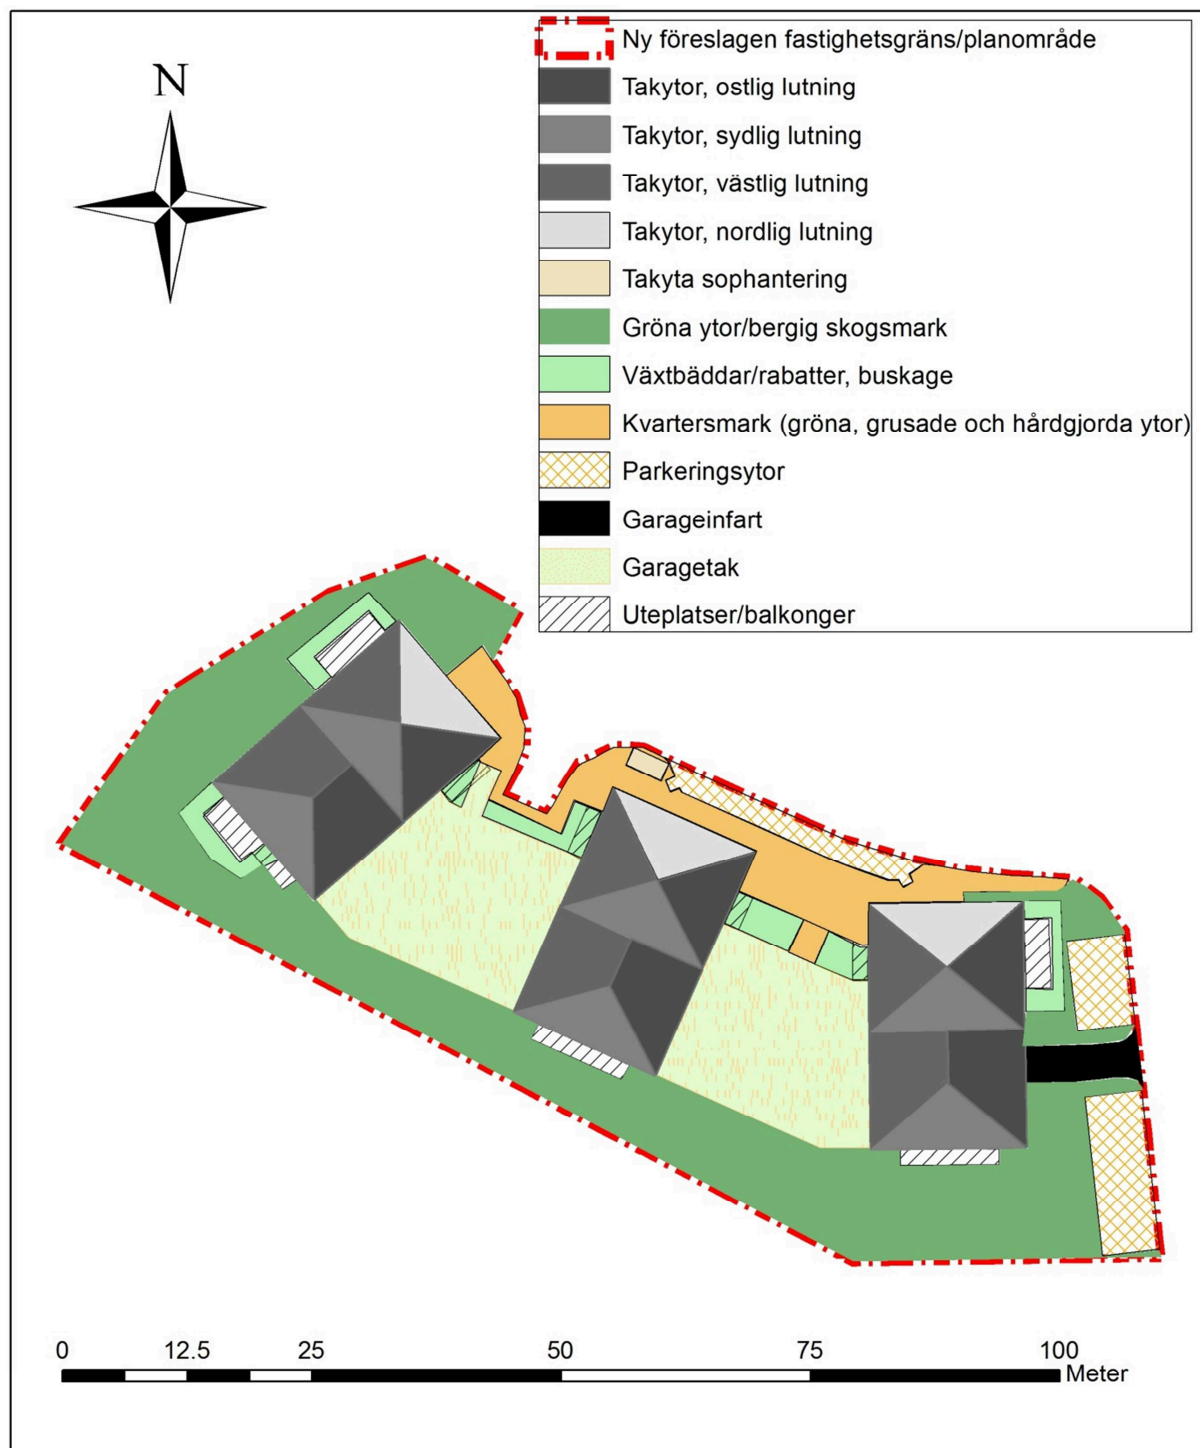 N
Ny föreslagen fastighetsgräns/planområde
Takytor, ostlig lutning
Takytor, sydlig lutning
Takytor, västlig lutning
Takytor, nordlig lutning
Takyta sophantering
Gröna ytor/bergig skogsmark
Växtbäddar/rabatter, buskage
Kvartersmark (gröna, grusade och hårdgjorda ytor)
Parkeringsytor
Garageinfart
Garagetak
Uteplatser/balkonger
0 12.5 25 50 75 100
Meter